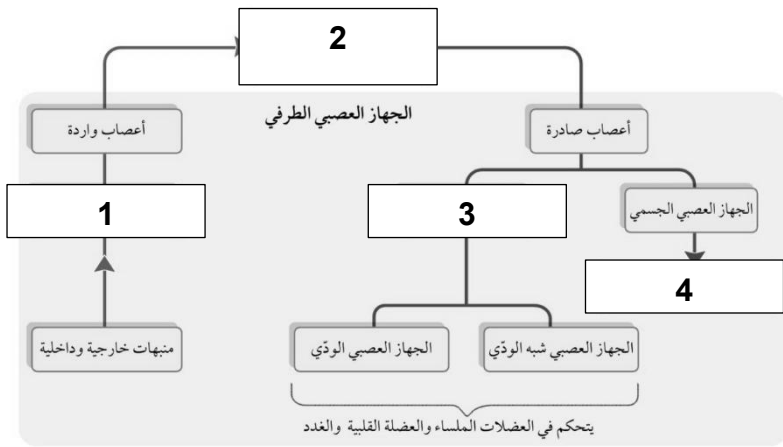 2
الجهاز العصبي الطرفي
أعصاب صادرة
أعصاب واردة
الجهاز العصبي الجسمي
3
1
4
منبهات خارجية وداخلية
الجهاز العصبي شبه الودّي
الجهاز العصبي الودّي
يتحكم في العضلات الملساء والعضلة القلبية والغدد